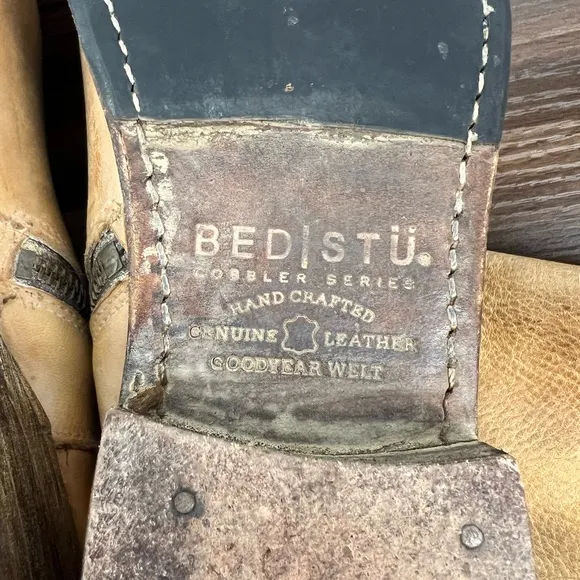 BED|STÜ®
COBBLER SERIES
HAND CRAFTED
GENUINE LEATHER
GOODYEAR WELT